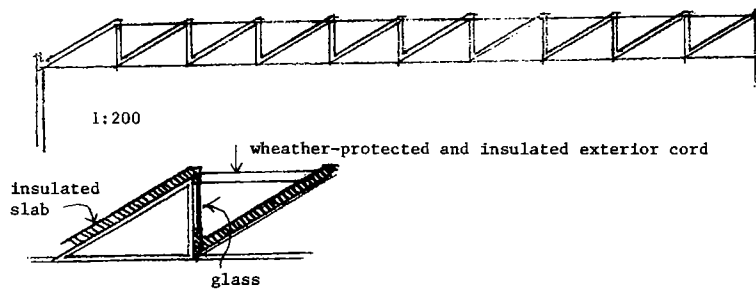 1:200
wheather-protected and insulated exterior cord
insulated
slab
glass